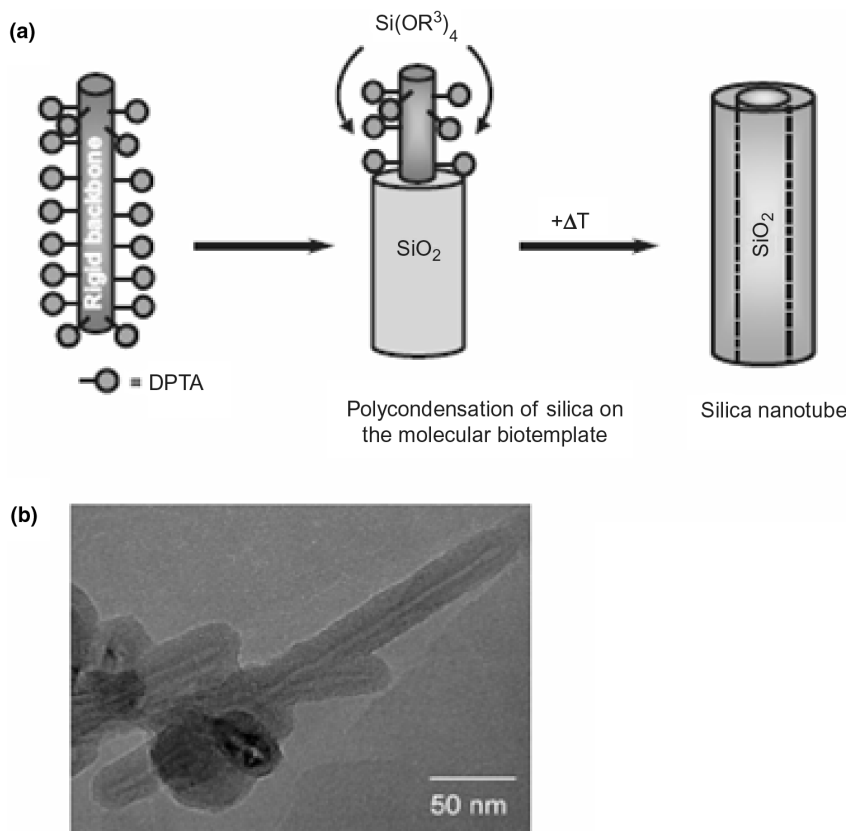 (a)
Si(OR³)₄
Rigid backbone
SiO₂
+ΔT
SiO₂
≡ DPTA
Polycondensation of silica on
the molecular biotemplate
Silica nanotube
(b)
50 nm